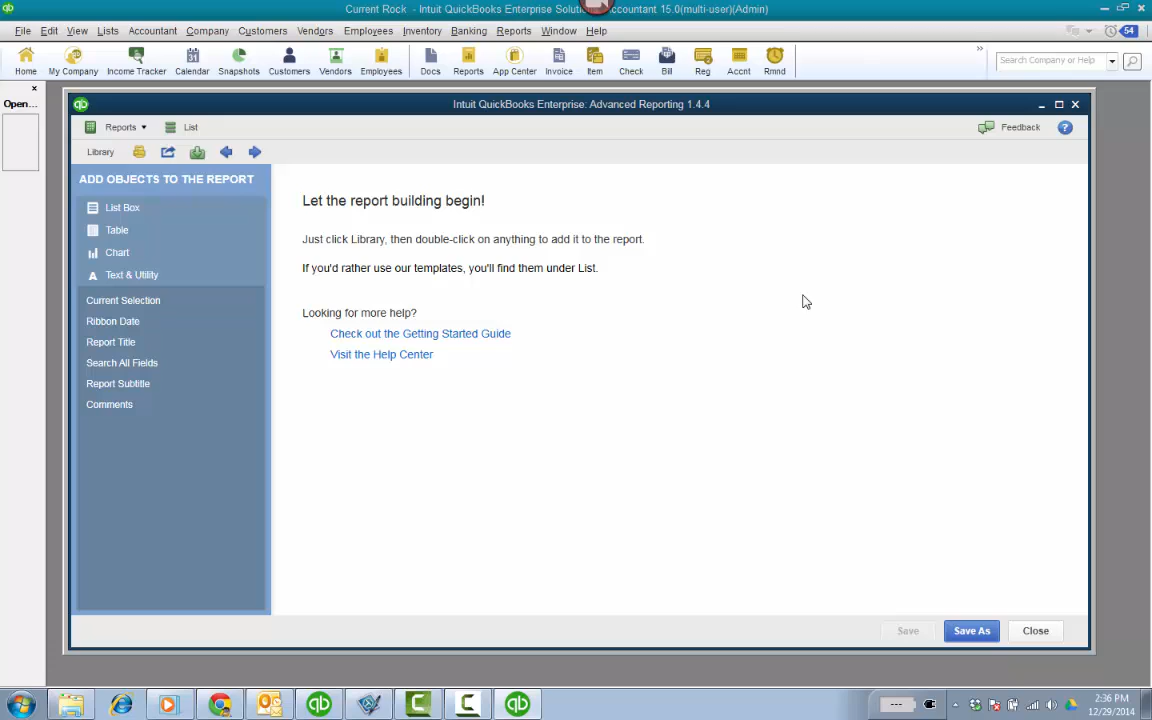 Current Rock - Intuit QuickBooks Enterprise Solu ccountant 15.0(multi-user)(Admin)
File Edit View Lists Accountant Company Customers Vendors Employees Inventory Banking Reports Window Help 54
Home My Company Income Tracker Calendar Snapshots Customers Vendors Employees Docs Reports App Center Invoice Item Check Bill Reg Accnt Rmnd » Search Company or Help
Open...
Intuit QuickBooks Enterprise: Advanced Reporting 1.4.4
Reports List Feedback
Library
ADD OBJECTS TO THE REPORT
List Box
Table
Chart
Text & Utility
Current Selection
Ribbon Date
Report Title
Search All Fields
Report Subtitle
Comments
Let the report building begin!
Just click Library, then double-click on anything to add it to the report.
If you'd rather use our templates, you'll find them under List.
Looking for more help?
Check out the Getting Started Guide
Visit the Help Center
Save Save As Close
2:36 PM
12/29/2014